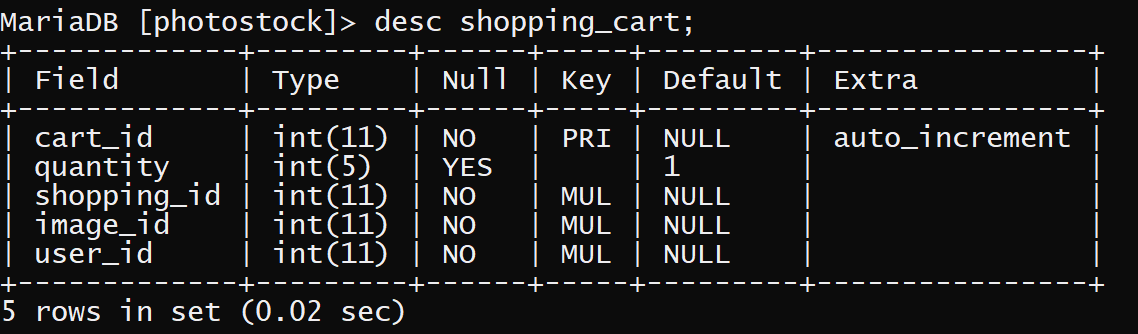 MariaDB [photostock]> desc shopping_cart;
+-------------+---------+------+-----+---------+----------------+
| Field       | Type    | Null | Key | Default | Extra          |
+-------------+---------+------+-----+---------+----------------+
| cart_id     | int(11) | NO   | PRI | NULL    | auto_increment |
| quantity    | int(5)  | YES  |     | 1       |                |
| shopping_id | int(11) | NO   | MUL | NULL    |                |
| image_id    | int(11) | NO   | MUL | NULL    |                |
| user_id     | int(11) | NO   | MUL | NULL    |                |
+-------------+---------+------+-----+---------+----------------+
5 rows in set (0.02 sec)